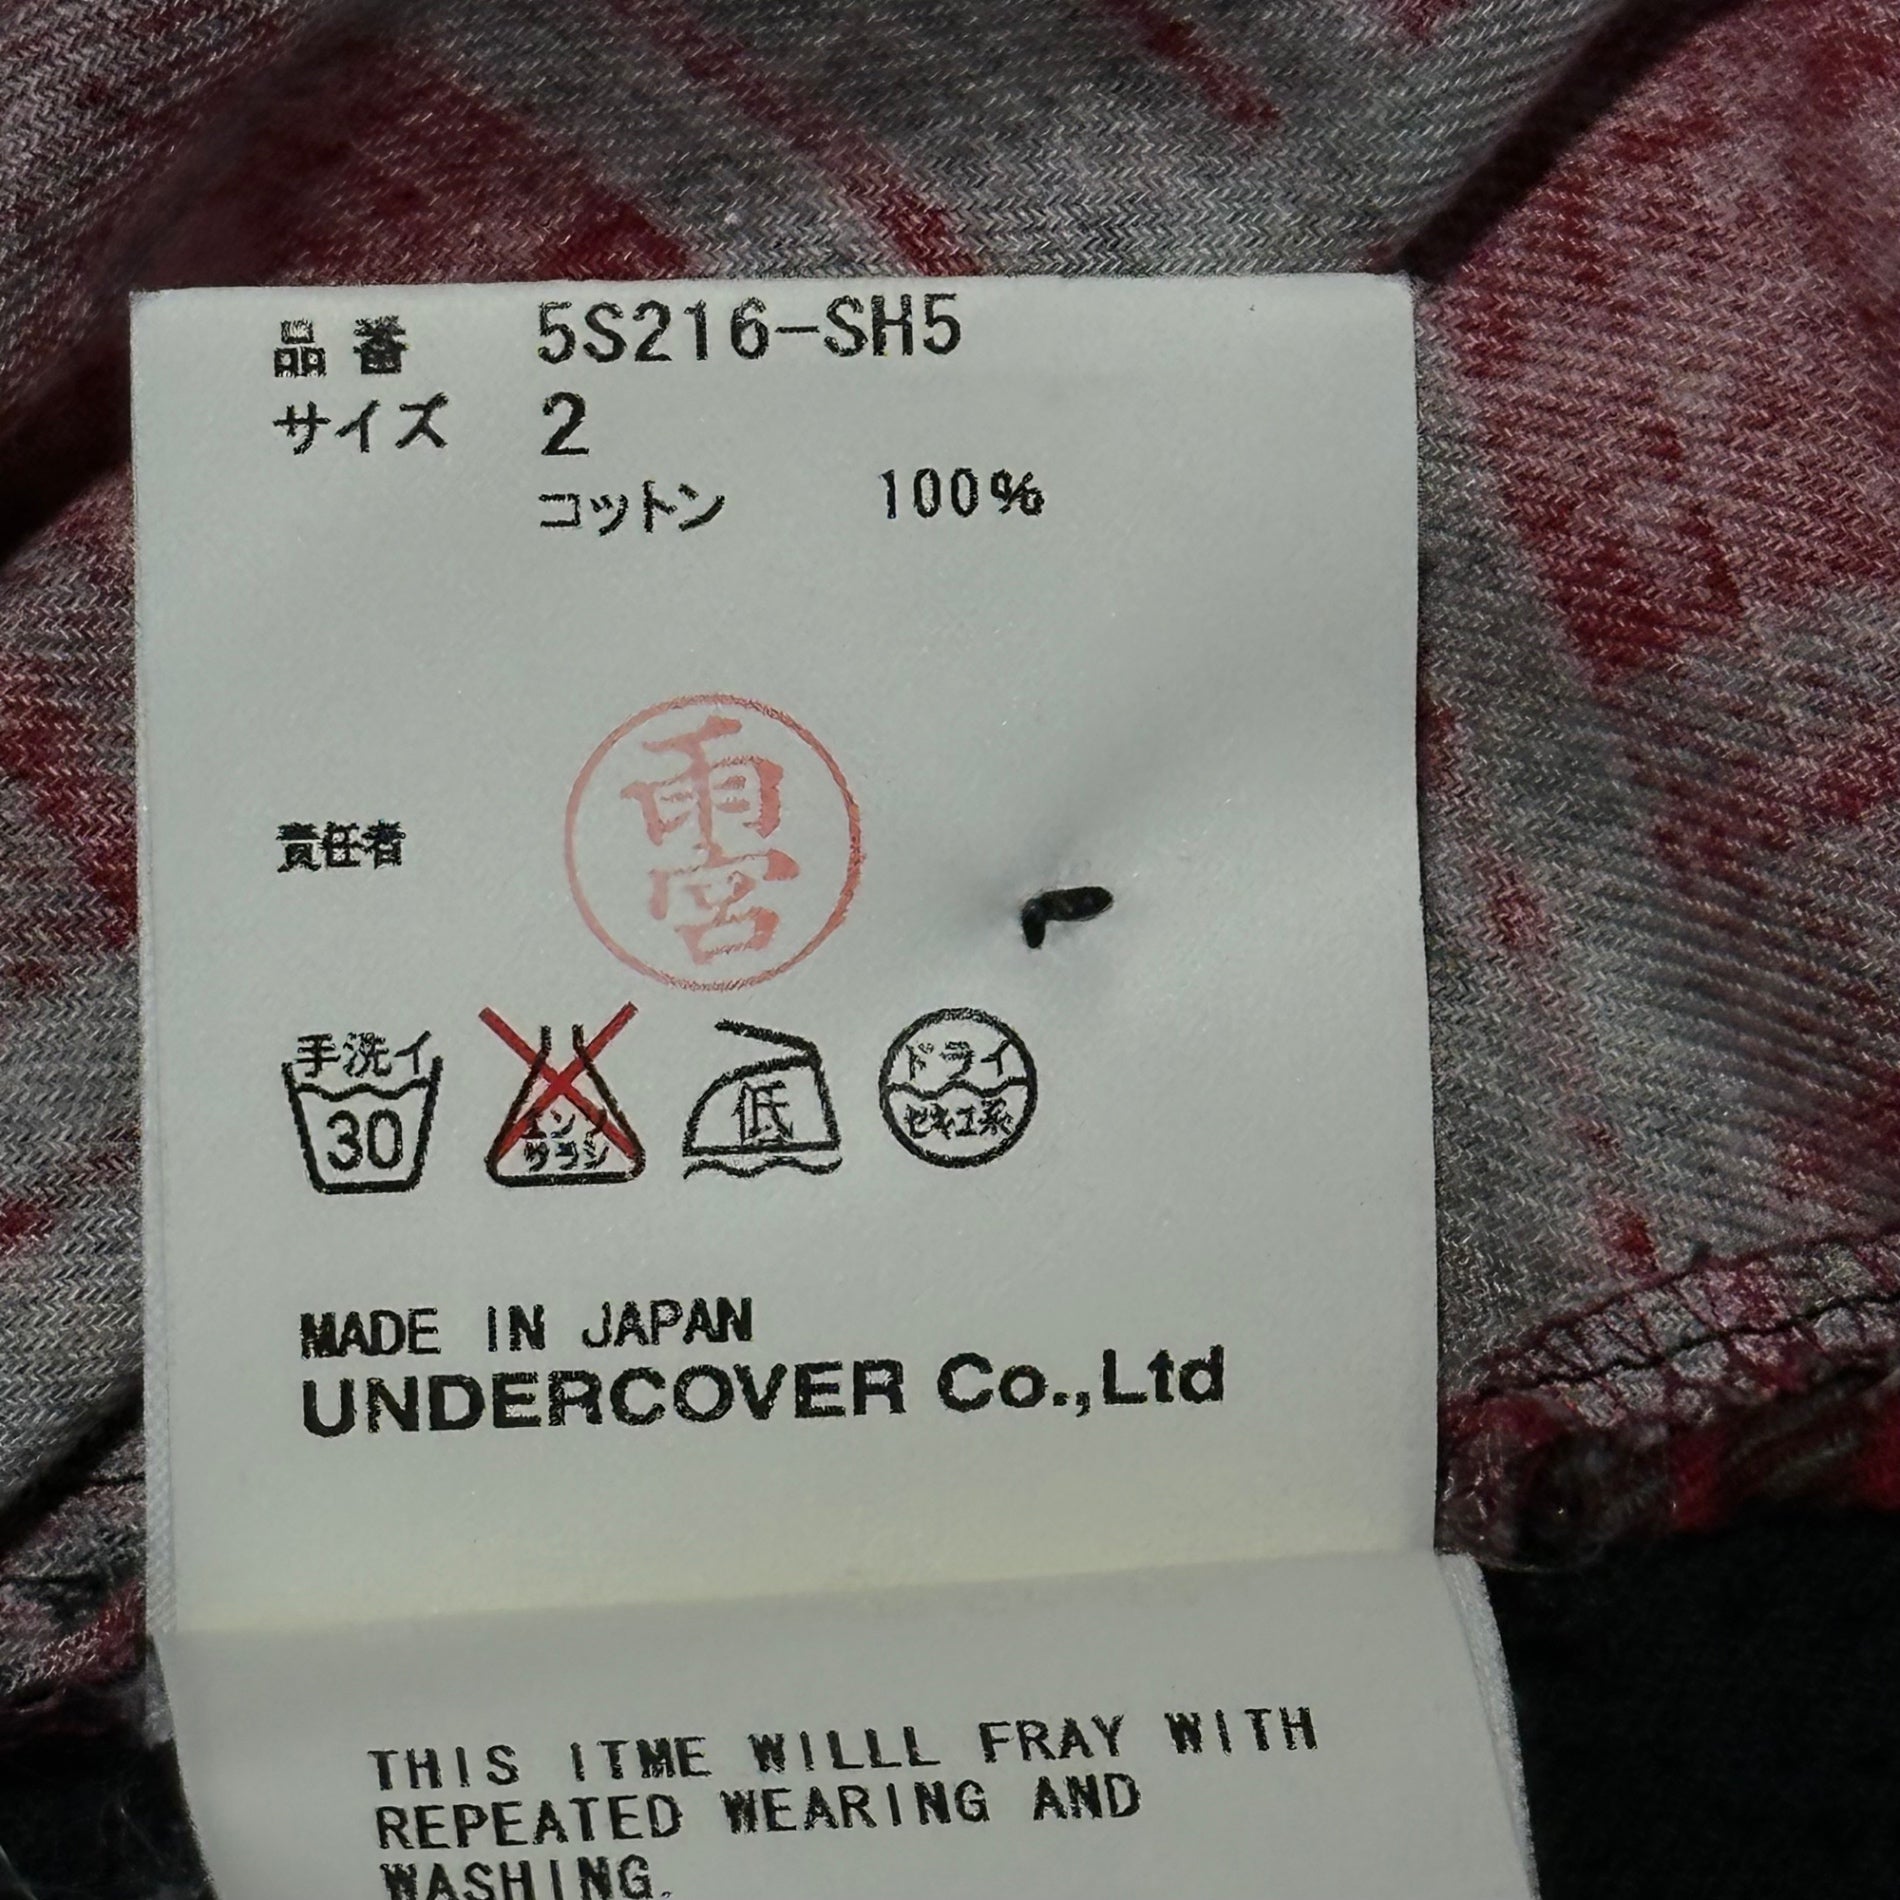 品番 5S216-SH5
サイズ 2
コットン 100%
雨宮
責任者
手洗イ
30
エンソ
サラシ
低
ドライ
セキユ系
MADE IN JAPAN
UNDERCOVER Co.,Ltd
THIS ITME WILLL FRAY WITH
REPEATED WEARING AND
WASHING.